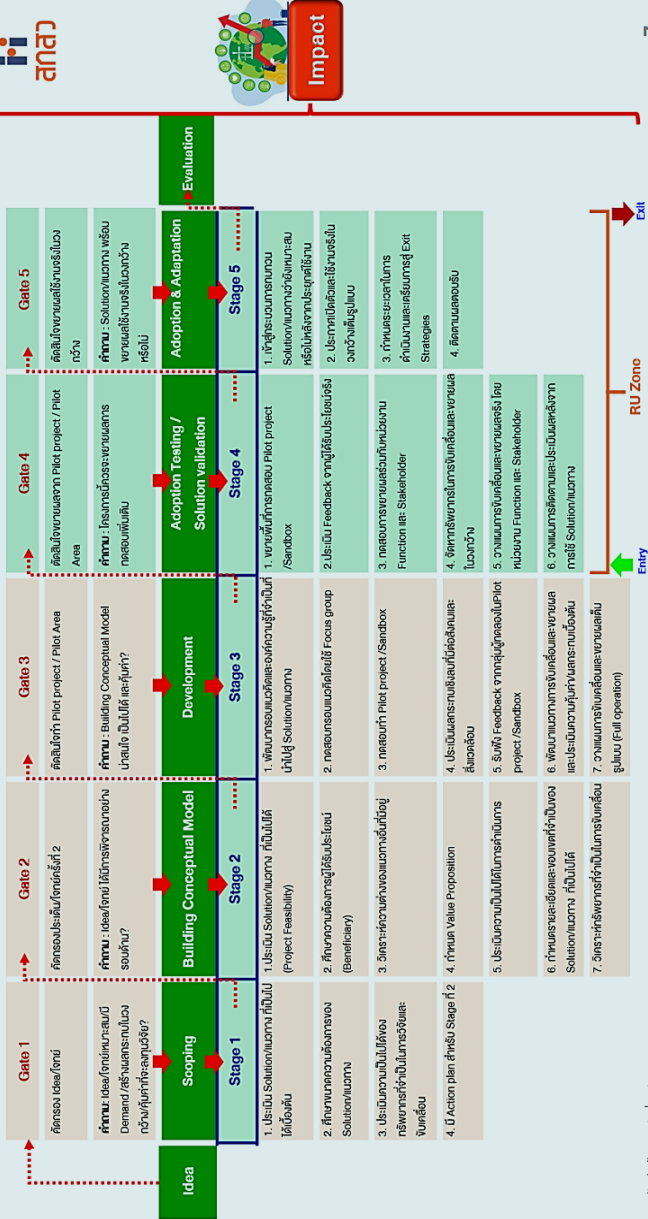 สกสว
Gate 1
คัดกรอง Idea/โจทย์
คำถาม: Idea/โจทย์เหมาะสม/มี
Demand /สร้างผลกระทบในวง
กว้าง/คุ้มค่าที่จะลงทุนวิจัย?
Gate 2
คัดกรองประเด็น/โจทย์ครั้งที่ 2
คำถาม : Idea/โจทย์ ได้มีการพิจารณาอย่าง
รอบด้าน?
Gate 3
ตัดสินใจทำ Pilot project / Pilot Area
คำถาม : Building Conceptual Model
น่าสนใจ เป็นไปได้ และคุ้มค่า?
Gate 4
ตัดสินใจขยายผลจาก Pilot project / Pilot
Area
คำถาม : โครงการนี้ควรจะขยายผลการ
ทดสอบเพิ่มเติม
Gate 5
ตัดสินใจขยายผลใช้งานจริงในวง
กว้าง
คำถาม : Solution/แนวทาง พร้อม
ขยายผลใช้งานจริงในวงกว้าง
หรือไม่
Idea
Scoping
Building Conceptual Model
Development
Adoption Testing /
Solution validation
Adoption & Adaptation
Evaluation
Impact
Stage 1
1. ประเมิน Solution/แนวทาง ที่เป็นไป
ได้เบื้องต้น
2. ศึกษาขนาดความต้องการของ
Solution/แนวทาง
3. ประเมินความเป็นไปได้ของ
ทรัพยากรที่จำเป็นในการวิจัยและ
ขับเคลื่อน
4. มี Action plan สำหรับ Stage ที่ 2
Stage 2
1.ประเมิน Solution/แนวทาง ที่เป็นไปได้
(Project Feasibility)
2. ศึกษาความต้องการผู้ได้รับประโยชน์
(Beneficiary)
3. วิเคราะห์ความต่างของแนวทางอื่นที่มีอยู่
4. กำหนด Value Proposition
5. ประเมินความเป็นไปได้ในการดำเนินการ
6. กำหนดรายละเอียดและขอบเขตที่จำเป็นของ
Solution/แนวทาง ที่เป็นไปได้
7. วิเคราะห์ทรัพยากรที่จำเป็นในการขับเคลื่อน
Stage 3
1. พัฒนากรอบแนวคิดและองค์ความรู้ที่จำเป็นที่
นำไปสู่ Solution/แนวทาง
2. ทดสอบกรอบแนวคิดโดยใช้ Focus group
3. ทดสอบทำ Pilot project /Sandbox
4. ประเมินผลกระทบเชิงลบที่มีต่อสังคมและ
สิ่งแวดล้อม
5. รับฟัง Feedback จากกลุ่มผู้ทดลองในPilot
project /Sandbox
6. พัฒนาแนวทางการขับเคลื่อนและขยายผล
และประเมินความคุ้มค่า/ผลกระทบเบื้องต้น
7. วางแผนการขับเคลื่อนและขยายผลเต็ม
รูปแบบ (Full operation)
Stage 4
1. ขยายพื้นที่การทดสอบ Pilot project
/Sandbox
2.ประเมิน Feedback จากผู้ได้รับประโยชน์จริง
3. ทดสอบการขยายผลร่วมกับหน่วยงาน
Function และ Stakeholder
4. จัดหาทรัพยากรในการขับเคลื่อนและขยายผล
ในวงกว้าง
5. วางแผนการขับเคลื่อนและขยายผลจริง โดย
หน่วยงาน Function และ Stakeholder
6. วางแผนการติดตามและประเมินผลหลังจาก
การใช้ Solution/แนวทาง
Stage 5
1. เข้าสู่กระบวนการทบทวน
Solution/แนวทางว่ายังเหมาะสม
หรือไม่หลังจากประยุกต์ใช้งาน
2. ประกาศเปิดตัวและใช้งานจริงใน
วงกว้างเต็มรูปแบบ
3. กำหนดระยะเวลาในการ
ดำเนินงานและเตรียมการสู่ Exit
Strategies
4. ติดตามผลตอบรับ
Entry
RU Zone
Exit